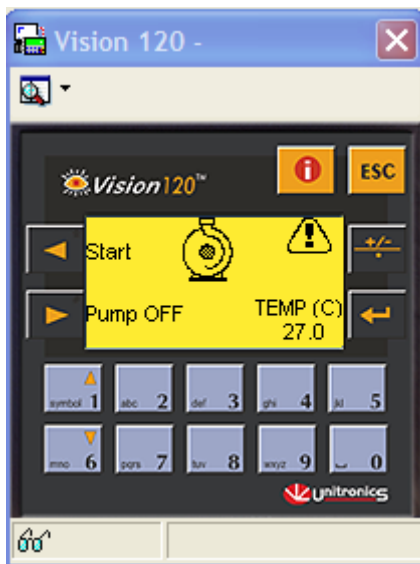 Vision 120 -
ESC
Vision120™
Start
+/-
Pump OFF
TEMP (C)
27.0
symbol 1 abc 2 def 3 ghi 4 jkl 5
mno 6 pqrs 7 tuv 8 wxyz 9 0
unitronics